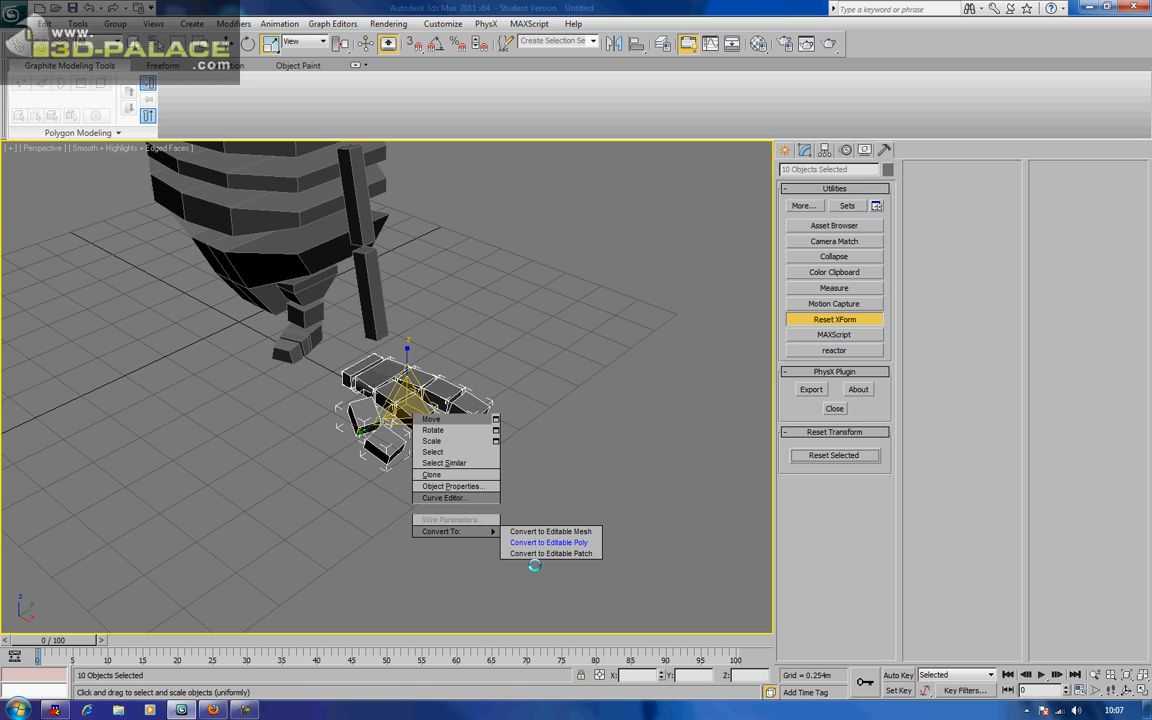 Autodesk 3ds Max 2011 x64 - Student Version    Untitled
Type a keyword or phrase
Tools Group Views Create Modifiers Animation Graph Editors Rendering Customize PhysX MAXScript Help
www.
3D-PALACE
.com
View
Create Selection Se
Graphite Modeling Tools Freeform Object Paint
Polygon Modeling
[ + ] [ Perspective ] [ Smooth + Highlights + Edged Faces ]
10 Objects Selected
Utilities
More... Sets
Asset Browser
Camera Match
Collapse
Color Clipboard
Measure
Motion Capture
Reset XForm
MAXScript
reactor
PhysX Plugin
Export About
Close
Reset Transform
Reset Selected
Move
Rotate
Scale
Select
Select Similar
Clone
Object Properties...
Curve Editor...
Wire Parameters...
Convert To:
Convert to Editable Mesh
Convert to Editable Poly
Convert to Editable Patch
z
z
y
x
0 / 100
0 5 10 15 20 25 30 35 40 45 50 55 60 65 70 75 80 85 90 95 100
10 Objects Selected
X: Y: Z:
Grid = 0.254m
Auto Key
Selected
Click and drag to select and scale objects (uniformly)
Add Time Tag
Set Key
Key Filters...
0
10:07